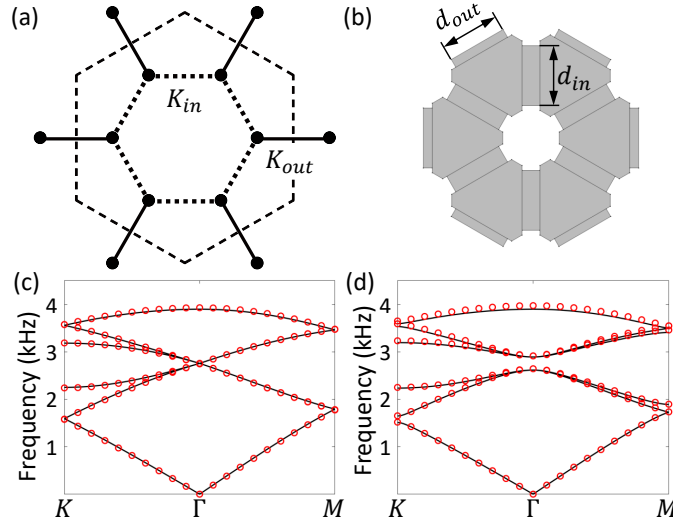 (a)
K_in
K_out
(b)
d_out
d_in
(c)
Frequency (kHz)
4
3
2
1
K
Γ
M
(d)
Frequency (kHz)
4
3
2
1
K
Γ
M